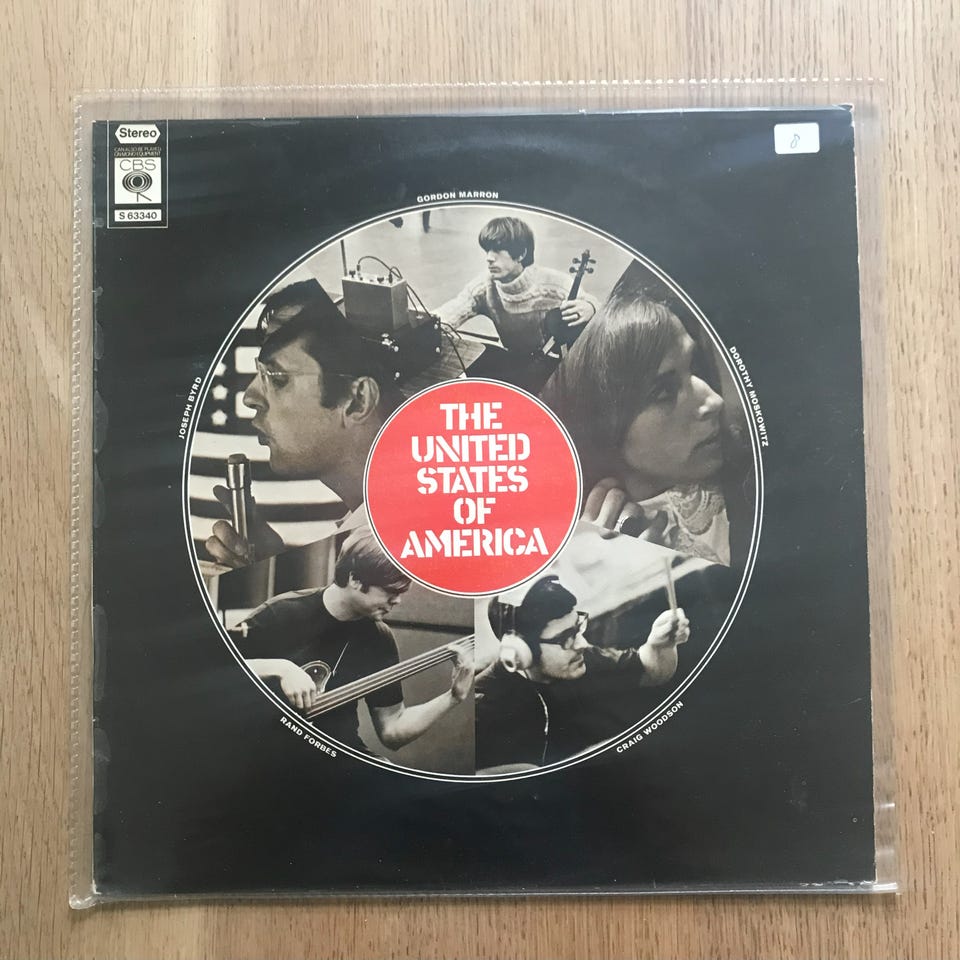 Stereo
CAN ALSO BE PLAYED
ON MONO EQUIPMENT
CBS
S 63340
8
GORDON MARRON
JOSEPH BYRD
DOROTHY MOSKOWITZ
THE
UNITED
STATES
OF
AMERICA
RAND FORBES
CRAIG WOODSON